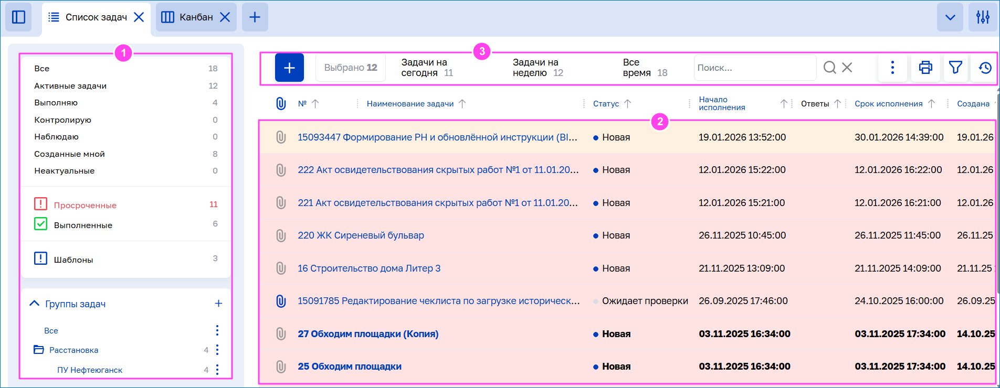 Список задач
Канбан
1
Все 18
Активные задачи 12
Выполняю 4
Контролирую 0
Наблюдаю 0
Созданные мной 8
Неактуальные 0
Просроченные 11
Выполненные 6
Шаблоны 3
Группы задач
Все
Расстановка 4
ПУ Нефтеюганск 4
3
Выбрано 12
Задачи на
сегодня 11
Задачи на
неделю 12
Все
время 18
Поиск...
№ Наименование задачи Статус Начало
исполнения Ответы Срок исполнения Создана
2
15093447 Формирование РН и обновлённой инструкции (BI... Новая 19.01.2026 13:52:00 30.01.2026 14:39:00 19.01.26
222 Акт освидетельствования скрытых работ №1 от 11.01.20... Новая 12.01.2026 15:22:00 12.01.2026 16:22:00 12.01.26
221 Акт освидетельствования скрытых работ №1 от 11.01.20... Новая 12.01.2026 15:21:00 12.01.2026 16:21:00 12.01.26
220 ЖК Сиреневый бульвар Новая 26.11.2025 10:45:00 26.11.2025 11:45:00 26.11.25
16 Строительство дома Литер 3 Новая 21.11.2025 13:09:00 21.11.2025 14:09:00 21.11.25
15091785 Редактирование чеклиста по загрузке историческ... Ожидает проверки 26.09.2025 17:46:00 24.10.2025 16:00:00 26.09.25
27 Обходим площадки (Копия) Новая 03.11.2025 16:34:00 03.11.2025 17:34:00 14.10.25
25 Обходим площадки Новая 03.11.2025 16:34:00 03.11.2025 17:34:00 14.10.25